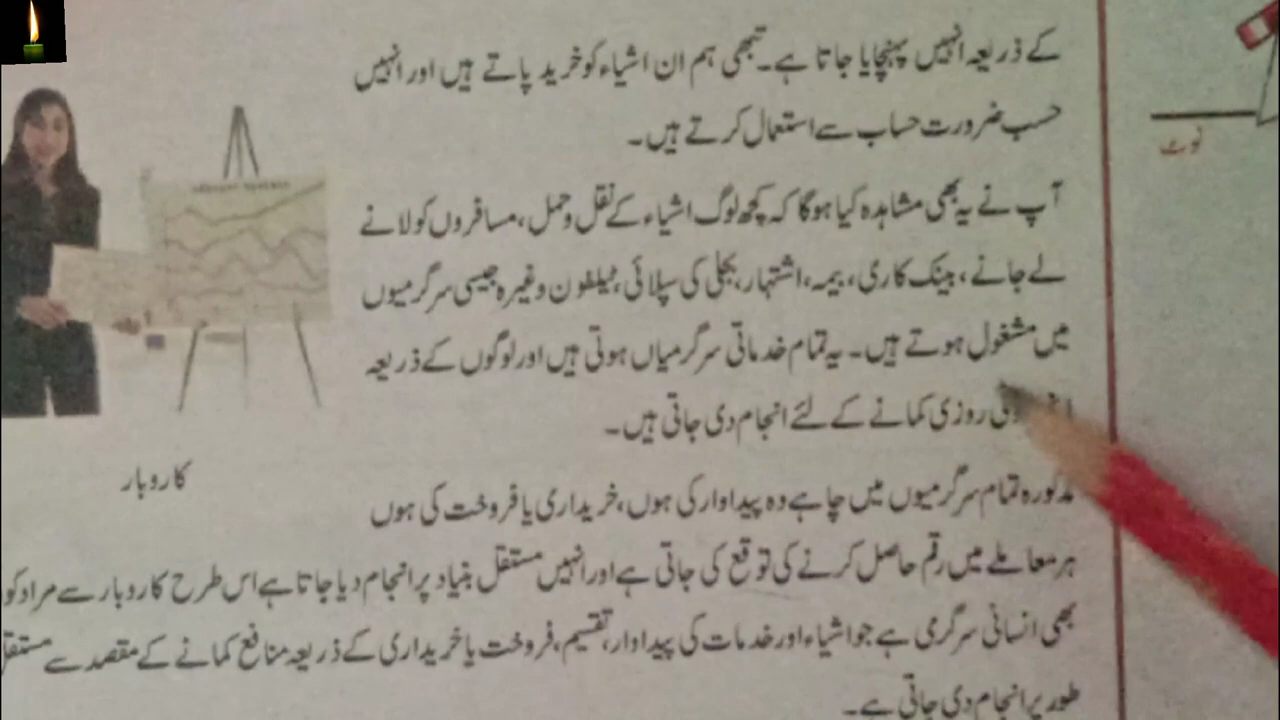 کے ذریعہ انہیں پہنچایا جاتا ہے۔ تبھی ہم ان اشیاء کو خرید پاتے ہیں اور انہیں
حسب ضرورت حساب سے استعمال کرتے ہیں۔
نوٹ
آپ نے یہ بھی مشاہدہ کیا ہوگا کہ کچھ لوگ اشیاء کے نقل وحمل، مسافروں کو لانے
لے جانے، بینک کاری، بیمہ، اشتہار، بجلی کی سپلائی، ٹیلیفون وغیرہ جیسی سرگرمیوں
میں مشغول ہوتے ہیں۔ یہ تمام خدماتی سرگرمیاں ہوتی ہیں اور لوگوں کے ذریعہ
روزی کمانے کے لئے انجام دی جاتی ہیں۔
کاروبار
مذکورہ تمام سرگرمیوں میں چاہے وہ پیداوار کی ہوں، خریداری یا فروخت کی ہوں
ہر معاملے میں رقم حاصل کرنے کی توقع کی جاتی ہے اور انہیں مستقل بنیاد پر انجام دیا جاتا ہے اس طرح کاروبار سے مراد کو
بھی انسانی سرگرمی ہے جو اشیاء اور خدمات کی پیداوار، تقسیم، فروخت یا خریداری کے ذریعہ منافع کمانے کے مقصد سے مستقل
طور پر انجام دی جاتی ہے۔